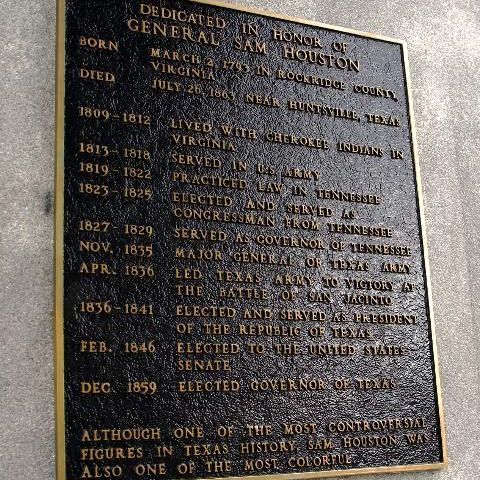 DEDICATED IN HONOR OF
GENERAL SAM HOUSTON
BORN MARCH 2, 1793 IN ROCKRIDGE COUNTY,
VIRGINIA
DIED JULY 26, 1863 NEAR HUNTSVILLE, TEXAS
1809-1812 LIVED WITH CHEROKEE INDIANS IN
VIRGINIA
1813-1818 SERVED IN U.S. ARMY
1819-1822 PRACTICED LAW IN TENNESSEE
1823-1825 ELECTED AND SERVED AS
CONGRESSMAN FROM TENNESSEE
1827-1829 SERVED AS GOVERNOR OF TENNESSEE
NOV. 1835 MAJOR GENERAL OF TEXAS ARMY
APR. 1836 LED TEXAS ARMY TO VICTORY AT
THE BATTLE OF SAN JACINTO
1836-1841 ELECTED AND SERVED AS PRESIDENT
OF THE REPUBLIC OF TEXAS
FEB. 1846 ELECTED TO THE UNITED STATES
SENATE
DEC. 1859 ELECTED GOVERNOR OF TEXAS
ALTHOUGH ONE OF THE MOST CONTROVERSIAL
FIGURES IN TEXAS HISTORY, SAM HOUSTON WAS
ALSO ONE OF THE MOST COLORFUL